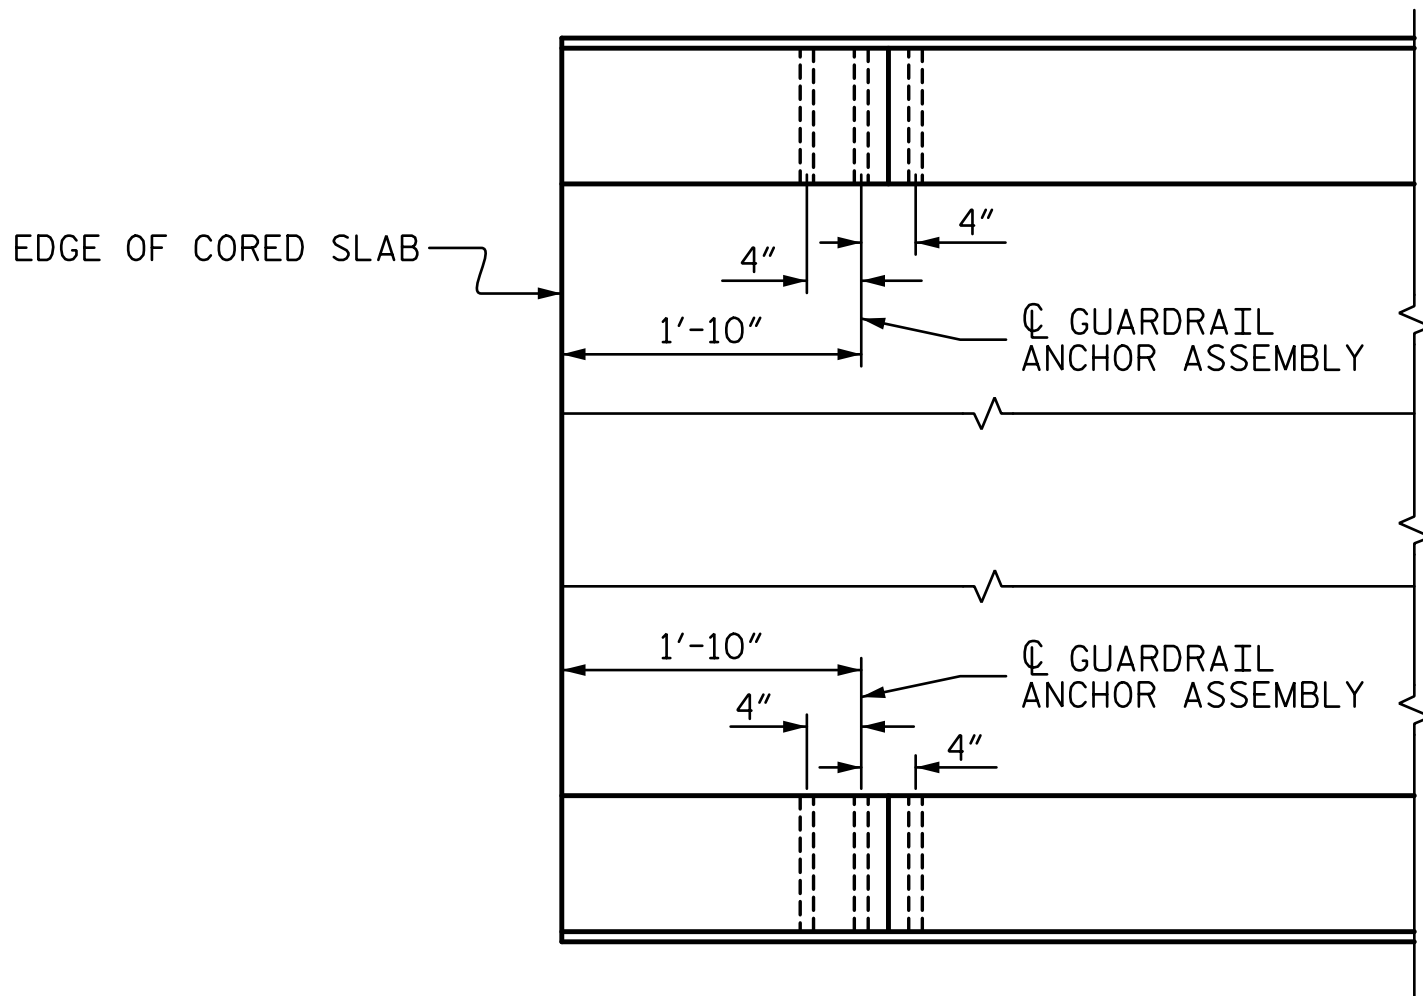 4"
EDGE OF CORED SLAB
4"
1'-10"
℄ GUARDRAIL
ANCHOR ASSEMBLY
1'-10"
℄ GUARDRAIL
ANCHOR ASSEMBLY
4"
4"